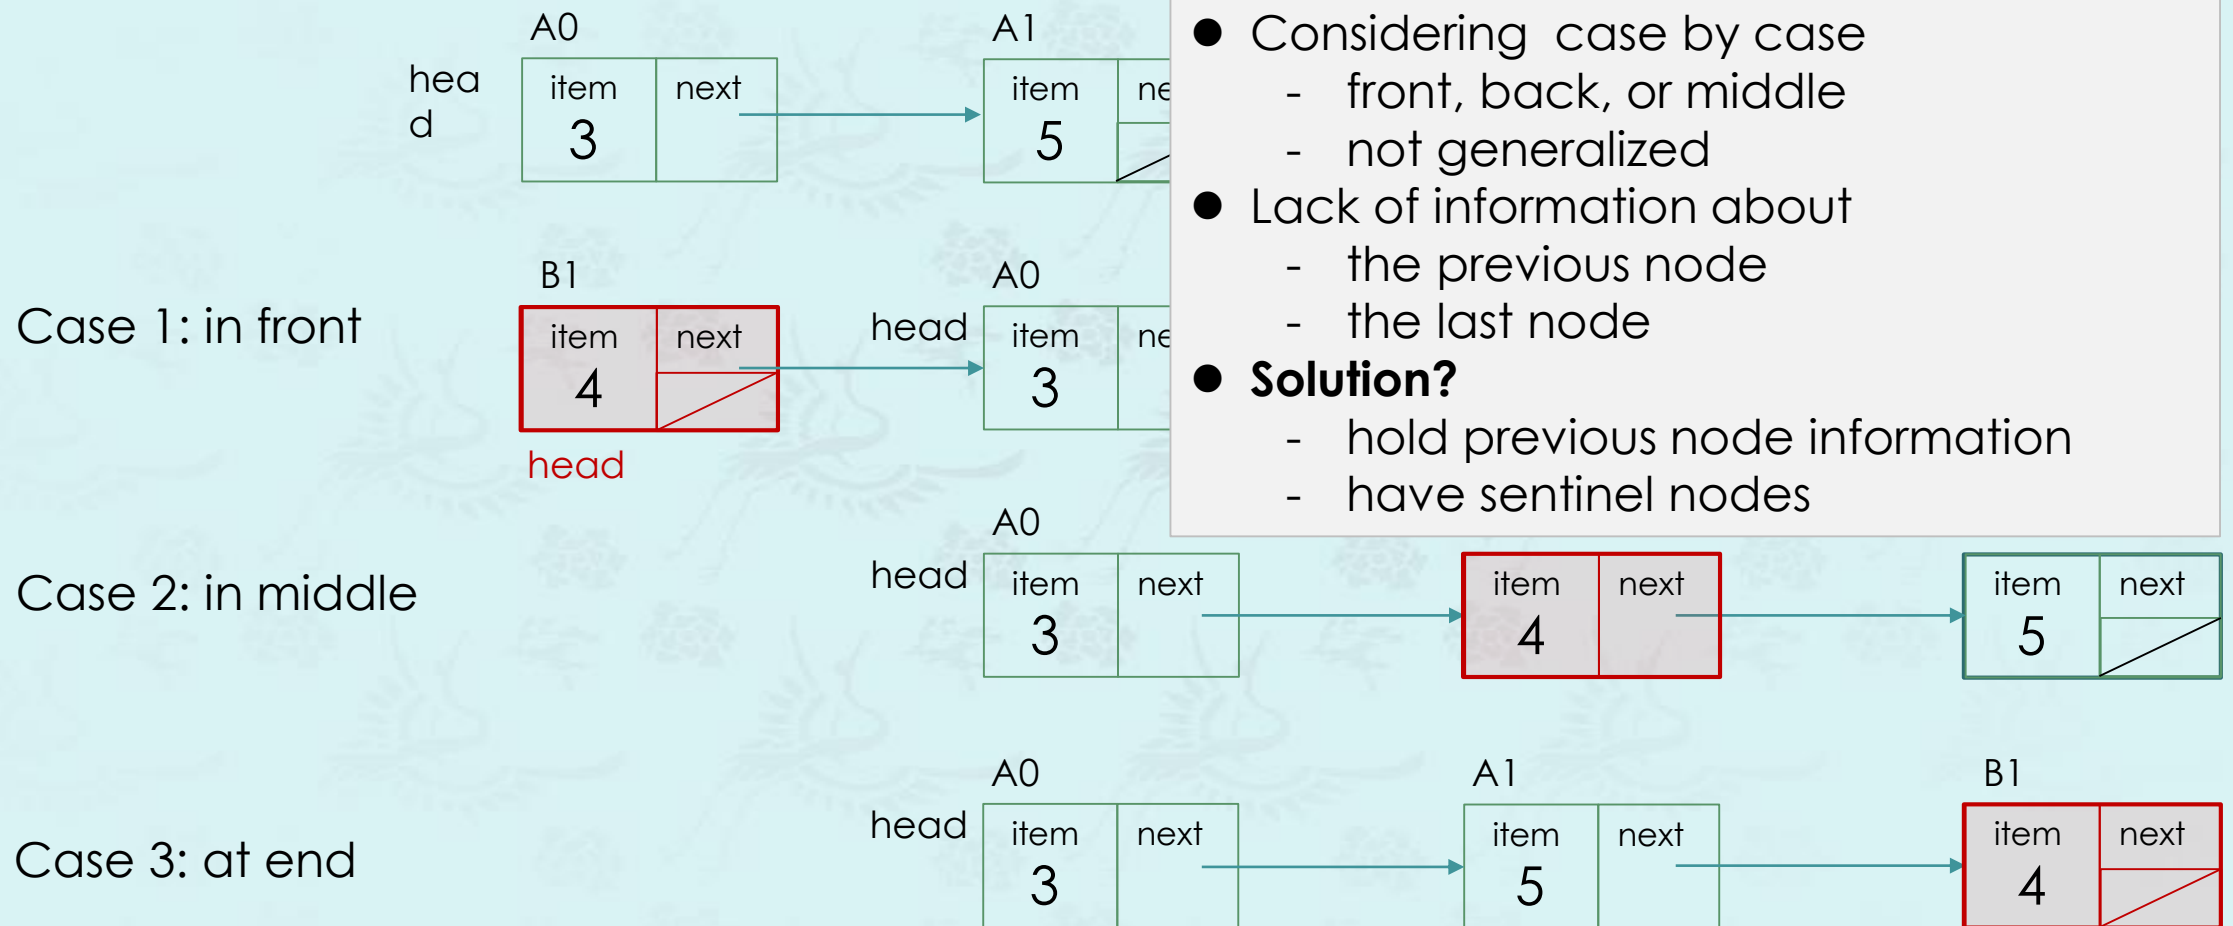 A0
A1
head
item next
3
item ne
5
● Considering case by case
- front, back, or middle
- not generalized
● Lack of information about
- the previous node
- the last node
● Solution?
- hold previous node information
- have sentinel nodes
Case 1: in front
B1
item next
4
head
head
A0
item ne
3
Case 2: in middle
head
A0
item next
3
item next
4
item next
5
Case 3: at end
head
A0
item next
3
A1
item next
5
B1
item next
4